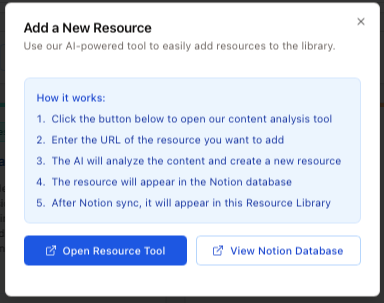 Add a New Resource
Use our AI-powered tool to easily add resources to the library.
How it works:
1. Click the button below to open our content analysis tool
2. Enter the URL of the resource you want to add
3. The AI will analyze the content and create a new resource
4. The resource will appear in the Notion database
5. After Notion sync, it will appear in this Resource Library
Open Resource Tool
View Notion Database